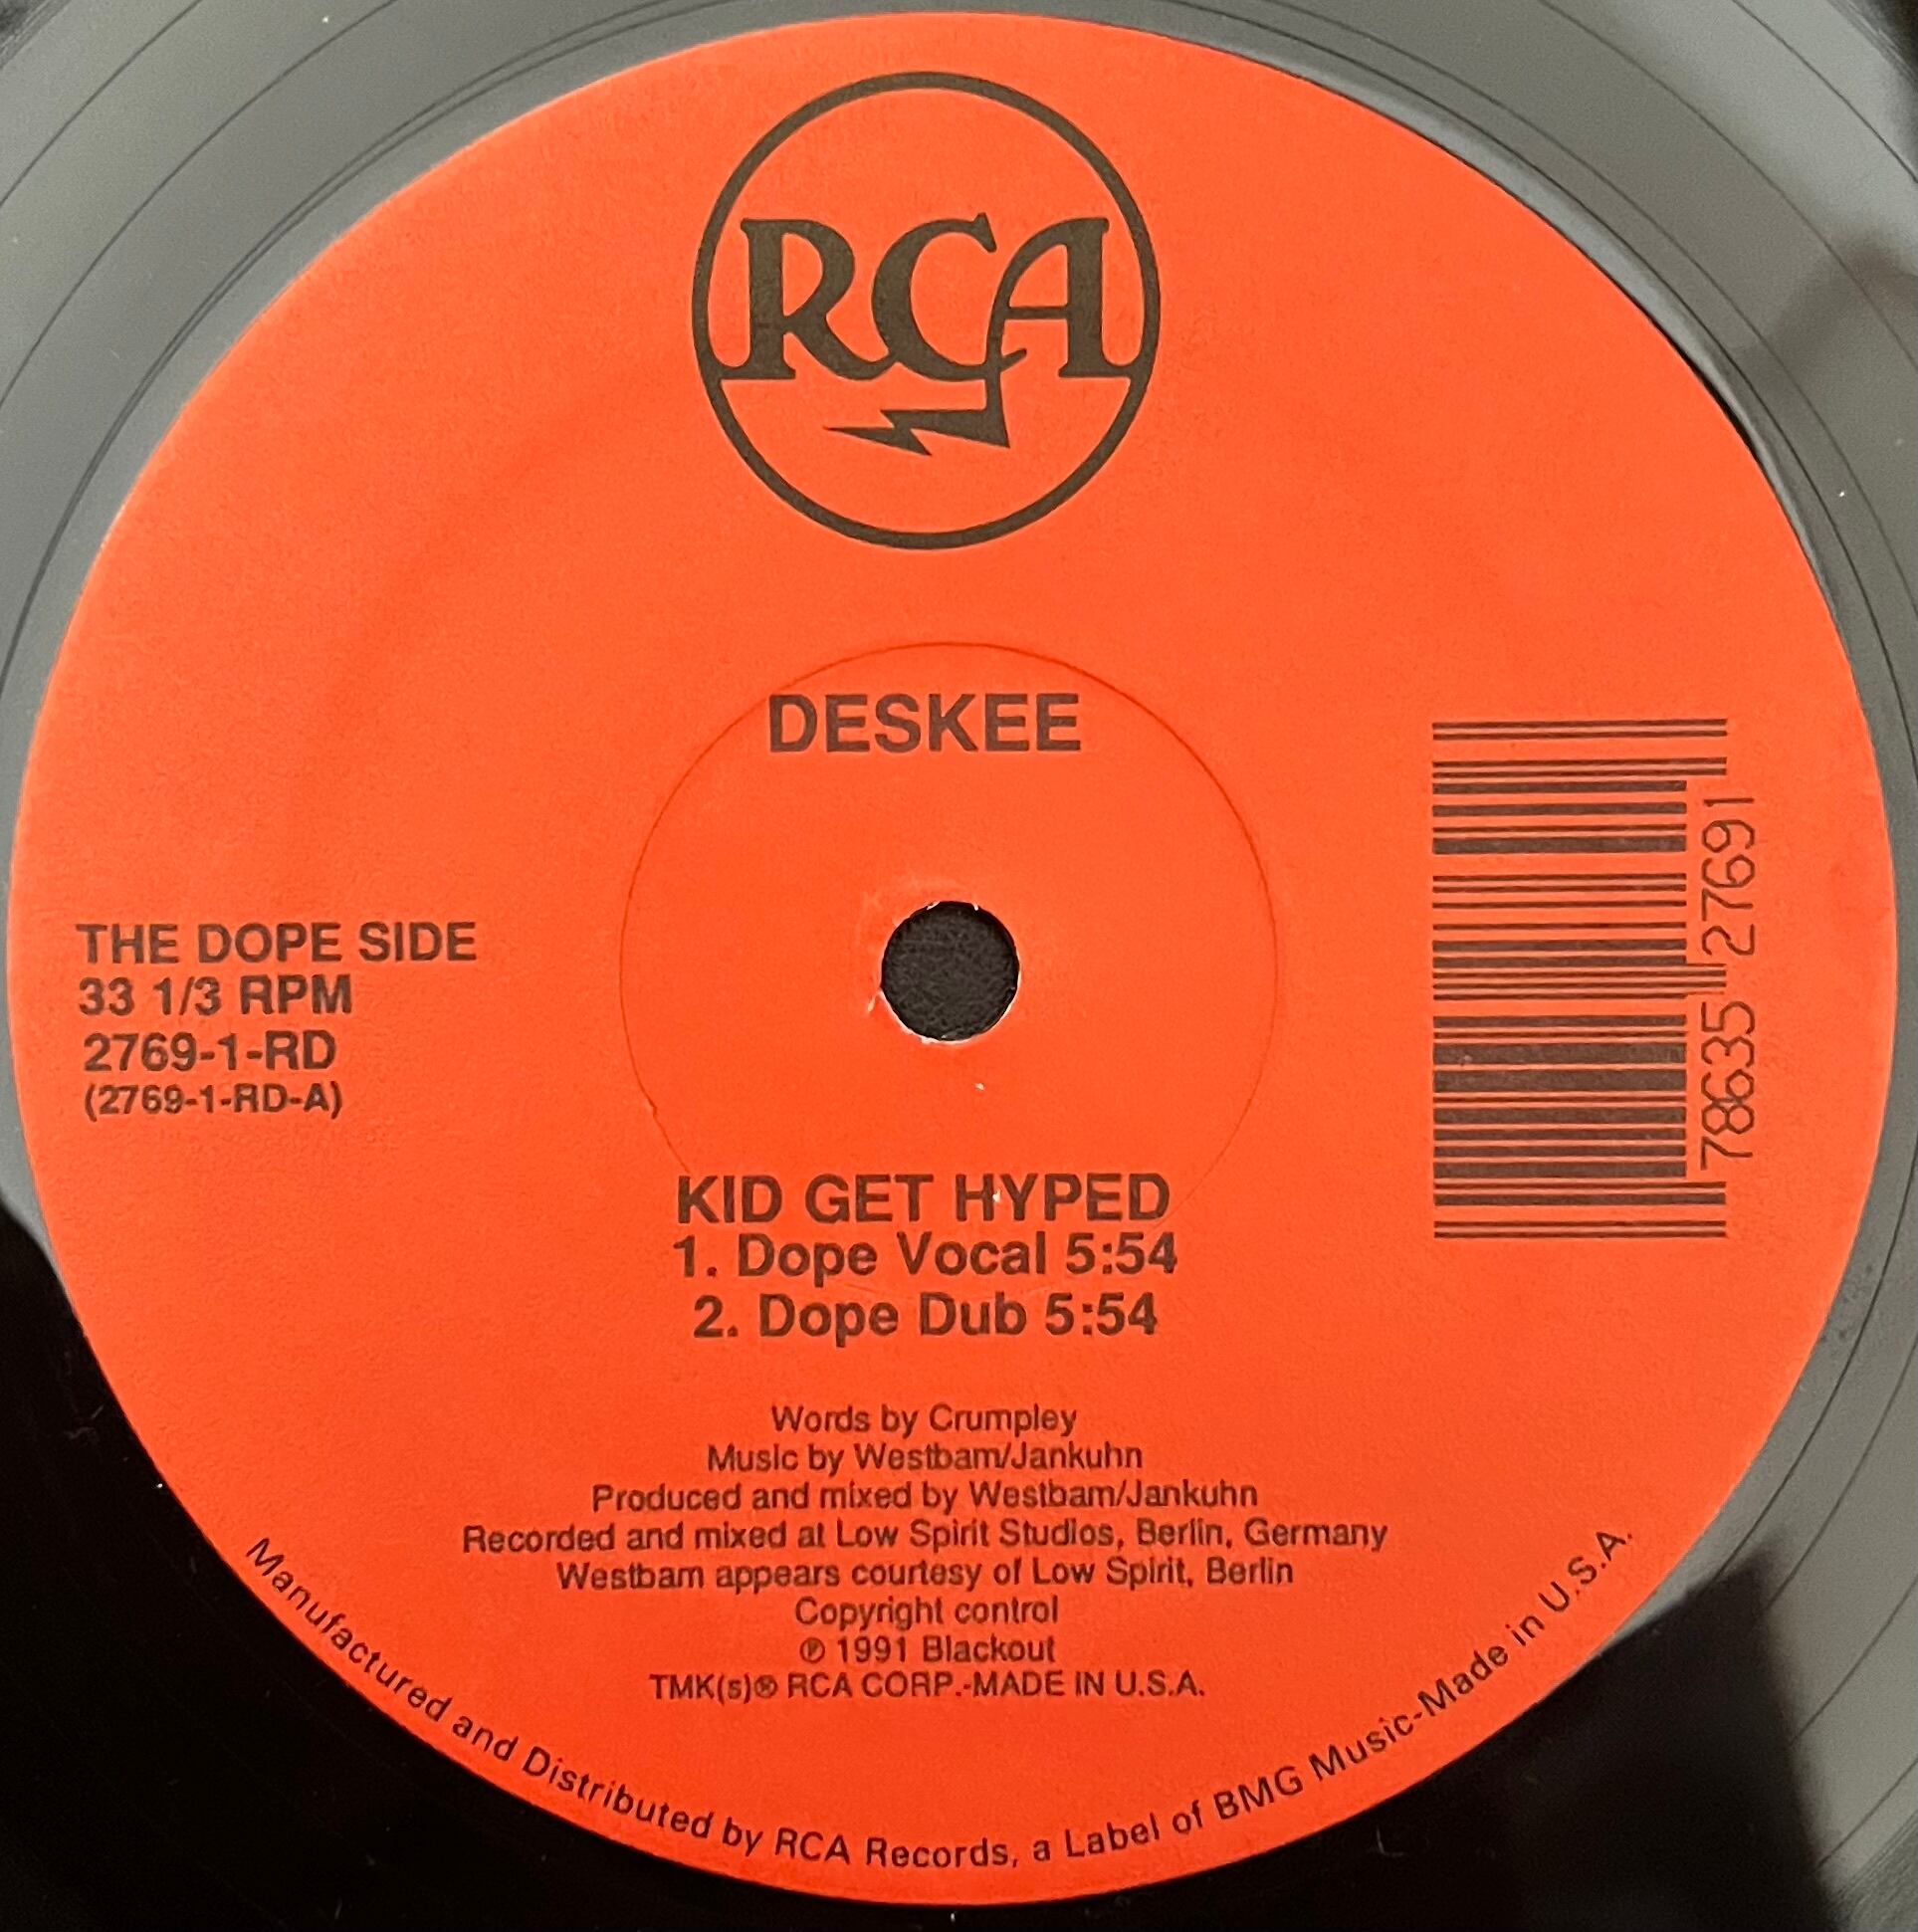 RCA
DESKEE
THE DOPE SIDE
33 1/3 RPM
2769-1-RD
(2769-1-RD-A)
78635 27691
KID GET HYPED
1. Dope Vocal 5:54
2. Dope Dub 5:54
Words by Crumpley
Music by Westbam/Jankuhn
Produced and mixed by Westbam/Jankuhn
Recorded and mixed at Low Spirit Studios, Berlin, Germany
Westbam appears courtesy of Low Spirit, Berlin
Copyright control
℗ 1991 Blackout
TMK(s)® RCA CORP.-MADE IN U.S.A.
Manufactured and Distributed by RCA Records, a Label of BMG Music-Made in U.S.A.